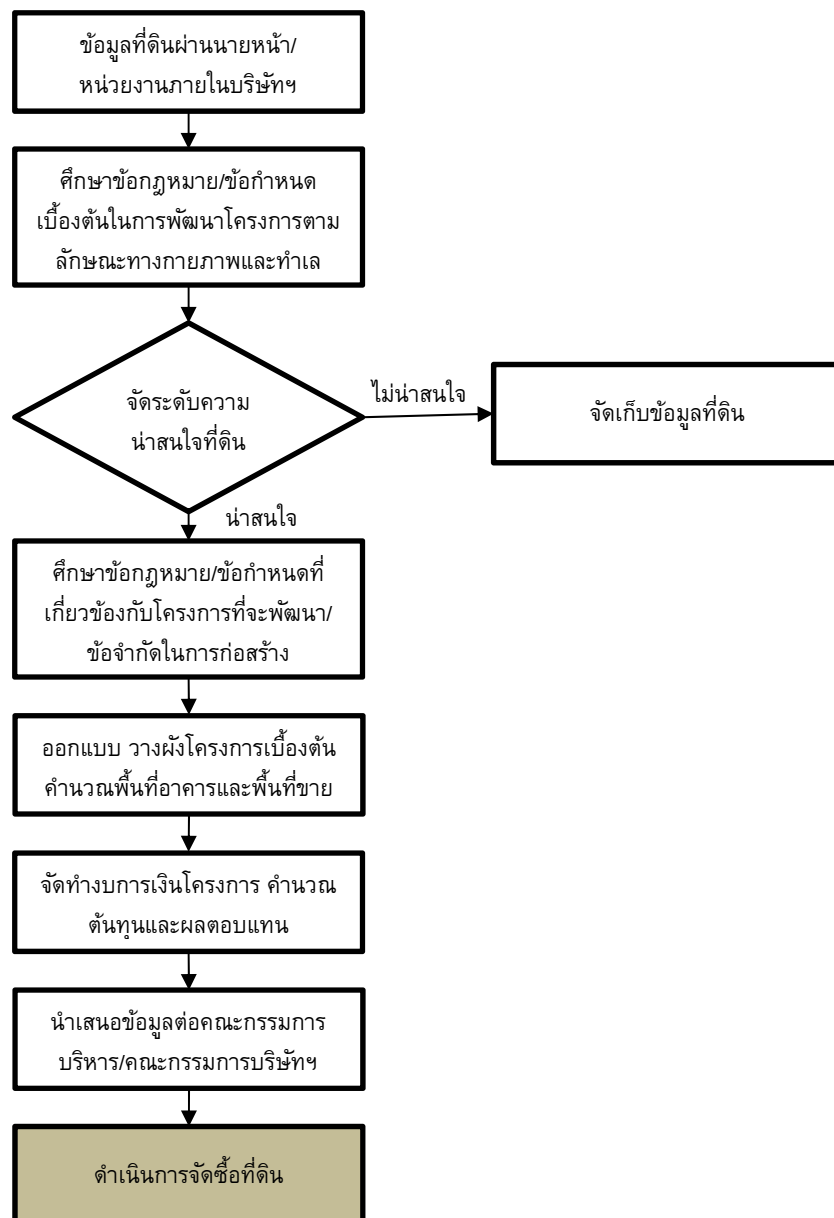 ข้อมูลที่ดินผ่านนายหน้า/
หน่วยงานภายในบริษัทฯ
ศึกษาข้อกฎหมาย/ข้อกำหนด
เบื้องต้นในการพัฒนาโครงการตาม
ลักษณะทางกายภาพและทำเล
จัดระดับความ
น่าสนใจที่ดิน
ไม่น่าสนใจ
จัดเก็บข้อมูลที่ดิน
น่าสนใจ
ศึกษาข้อกฎหมาย/ข้อกำหนดที่
เกี่ยวข้องกับโครงการที่จะพัฒนา/
ข้อจำกัดในการก่อสร้าง
ออกแบบ วางผังโครงการเบื้องต้น
คำนวณพื้นที่อาคารและพื้นที่ขาย
จัดทำงบการเงินโครงการ คำนวณ
ต้นทุนและผลตอบแทน
นำเสนอข้อมูลต่อคณะกรรมการ
บริหาร/คณะกรรมการบริษัทฯ
ดำเนินการจัดซื้อที่ดิน